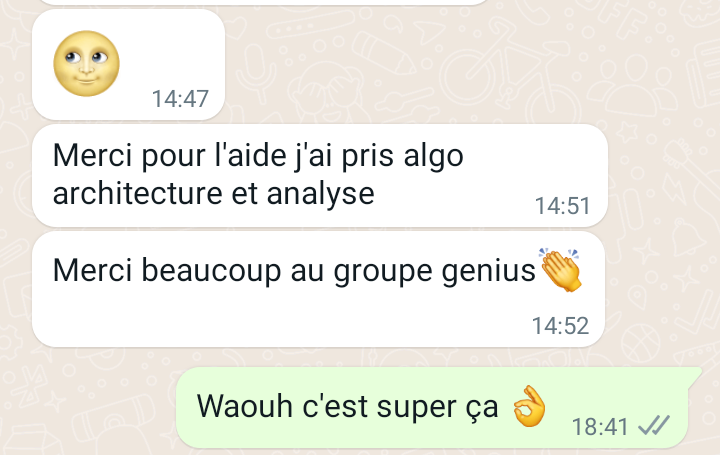 14:47
Merci pour l'aide j'ai pris algo
architecture et analyse
14:51
Merci beaucoup au groupe genius👏
14:52
Waouh c'est super ça 👌
18:41